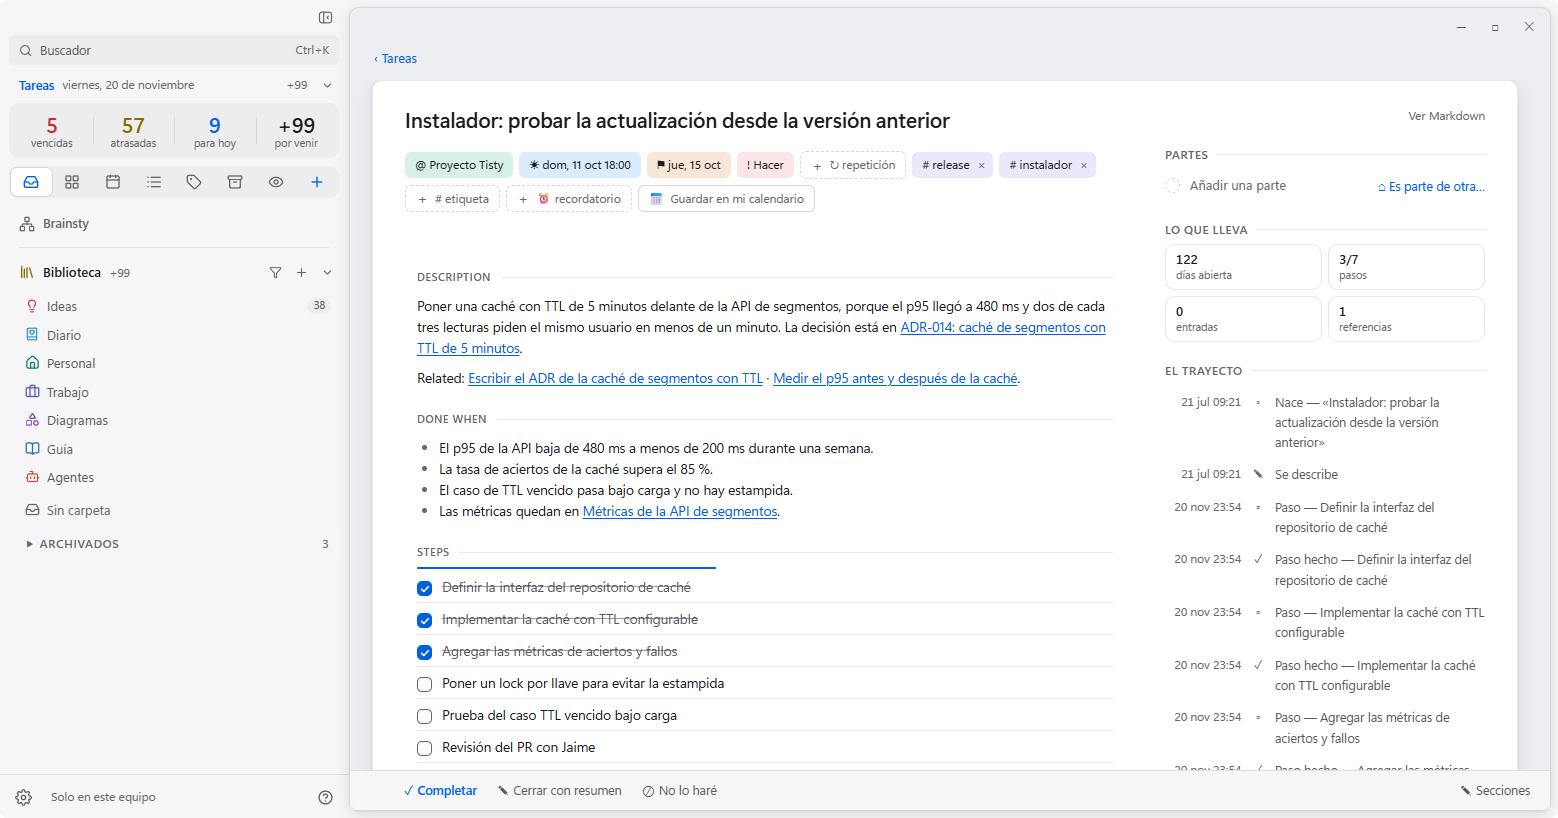 Buscador Ctrl+K
Tareas viernes, 20 de noviembre +99
5 57 9 +99
vencidas atrasadas para hoy por venir
Brainsty
Biblioteca +99
Ideas 38
Diario
Personal
Trabajo
Diagramas
Guía
Agentes
Sin carpeta
ARCHIVADOS 3
Solo en este equipo
‹ Tareas
Instalador: probar la actualización desde la versión anterior
@ Proyecto Tisty dom, 11 oct 18:00 jue, 15 oct ! Hacer + ↻ repetición # release × # instalador ×
+ # etiqueta + recordatorio Guardar en mi calendario
DESCRIPTION
Poner una caché con TTL de 5 minutos delante de la API de segmentos, porque el p95 llegó a 480 ms y dos de cada
tres lecturas piden el mismo usuario en menos de un minuto. La decisión está en ADR-014: caché de segmentos con
TTL de 5 minutos.
Related: Escribir el ADR de la caché de segmentos con TTL · Medir el p95 antes y después de la caché.
DONE WHEN
• El p95 de la API baja de 480 ms a menos de 200 ms durante una semana.
• La tasa de aciertos de la caché supera el 85 %.
• El caso de TTL vencido pasa bajo carga y no hay estampida.
• Las métricas quedan en Métricas de la API de segmentos.
STEPS
Definir la interfaz del repositorio de caché
Implementar la caché con TTL configurable
Agregar las métricas de aciertos y fallos
Poner un lock por llave para evitar la estampida
Prueba del caso TTL vencido bajo carga
Revisión del PR con Jaime
Ver Markdown
PARTES
Añadir una parte ⌂ Es parte de otra...
LO QUE LLEVA
122 3/7
días abierta pasos
0 1
entradas referencias
EL TRAYECTO
21 jul 09:21 Nace — «Instalador: probar la
actualización desde la versión
anterior»
21 jul 09:21 Se describe
20 nov 23:54 Paso — Definir la interfaz del
repositorio de caché
20 nov 23:54 ✓ Paso hecho — Definir la interfaz del
repositorio de caché
20 nov 23:54 Paso — Implementar la caché con TTL
configurable
20 nov 23:54 ✓ Paso hecho — Implementar la caché
con TTL configurable
20 nov 23:54 Paso — Agregar las métricas de
aciertos y fallos
20 nov 23:54 ✓ Paso hecho — Agregar las métricas
✓ Completar Cerrar con resumen No lo haré Secciones